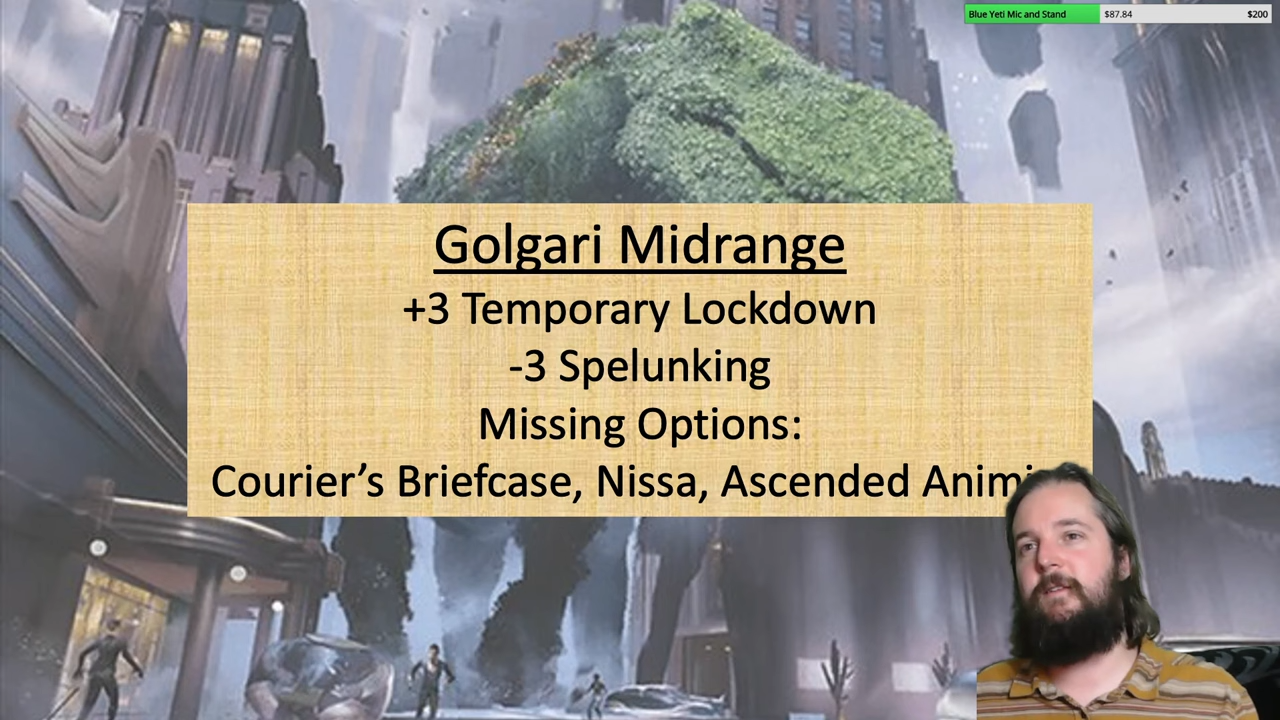 Blue Yeti Mic and Stand $87.84 $200
Golgari Midrange
+3 Temporary Lockdown
-3 Spelunking
Missing Options:
Courier's Briefcase, Nissa, Ascended